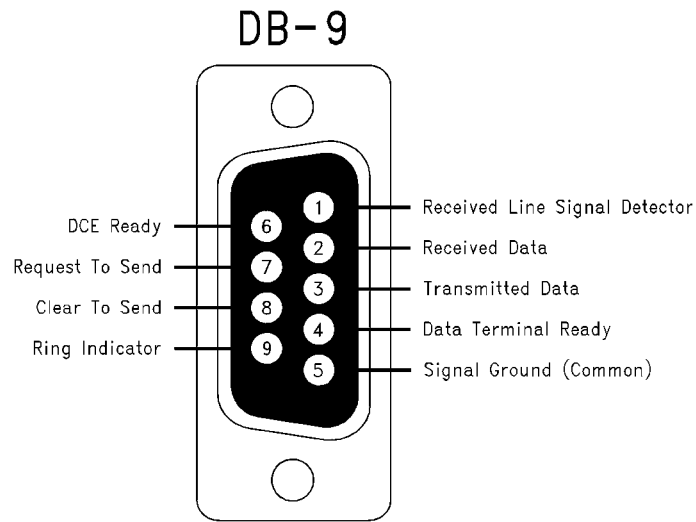 DB-9
DCE Ready
Request To Send
Clear To Send
Ring Indicator
6
7
8
9
1
2
3
4
5
Received Line Signal Detector
Received Data
Transmitted Data
Data Terminal Ready
Signal Ground (Common)